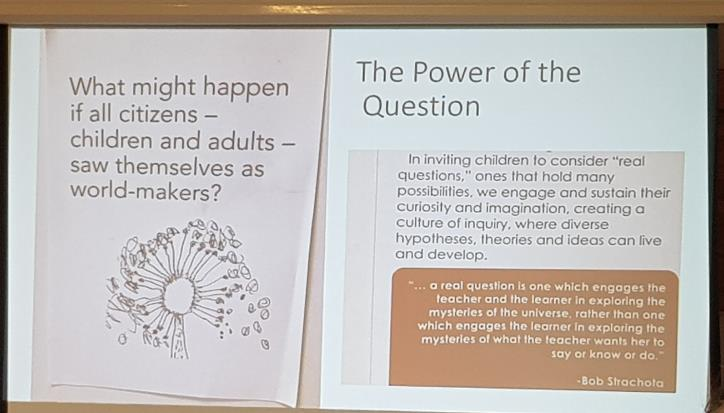 What might happen
if all citizens –
children and adults –
saw themselves as
world-makers?
The Power of the
Question
In inviting children to consider “real
questions,” ones that hold many
possibilities, we engage and sustain their
curiosity and imagination, creating a
culture of inquiry, where diverse
hypotheses, theories and ideas can live
and develop.
“... a real question is one which engages the
teacher and the learner in exploring the
mysteries of the universe, rather than one
which engages the learner in exploring the
mysteries of what the teacher wants her to
say or know or do.”
-Bob Strachota